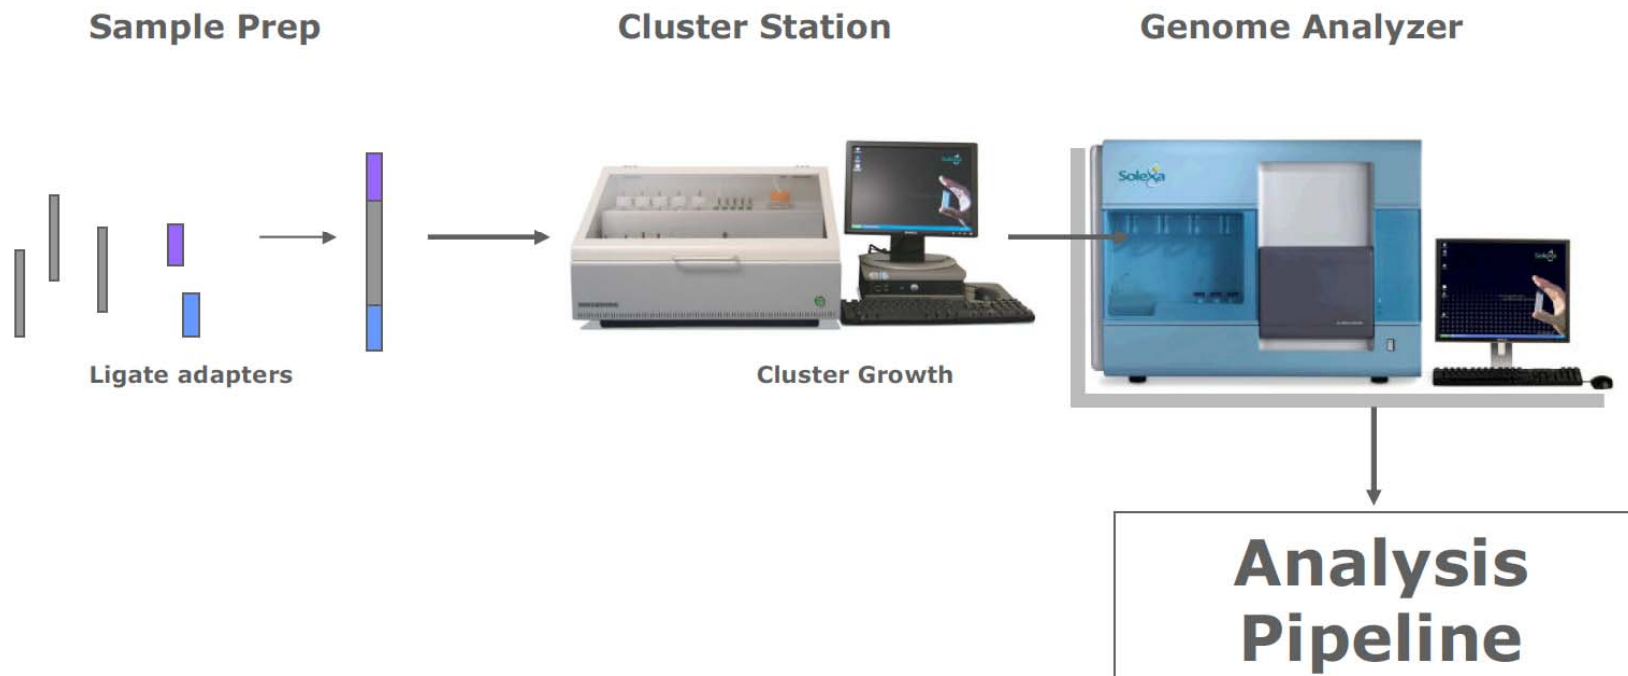 Sample Prep
Cluster Station
Genome Analyzer
Solexa
Ligate adapters
Cluster Growth
Analysis
Pipeline